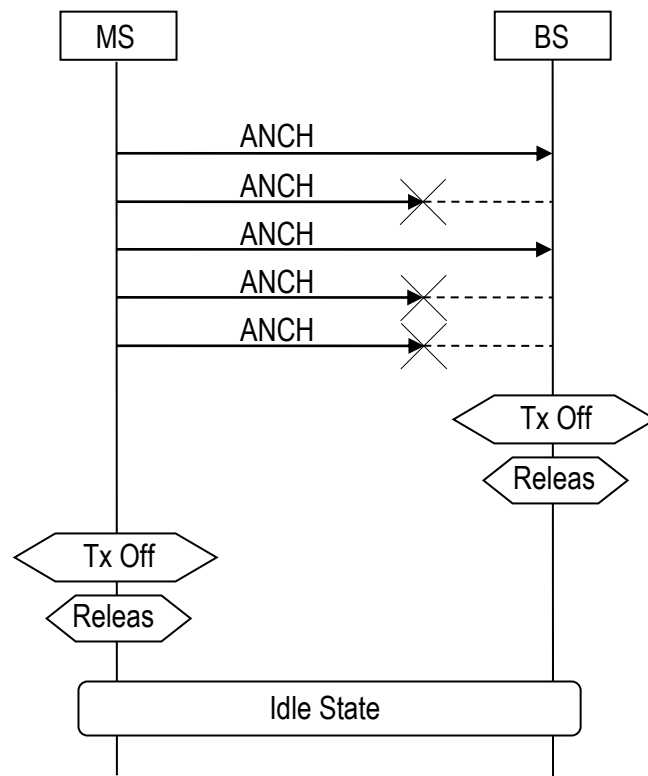 MS BS
ANCH
ANCH
ANCH
ANCH
ANCH
Tx Off
Releas
Tx Off
Releas
Idle State